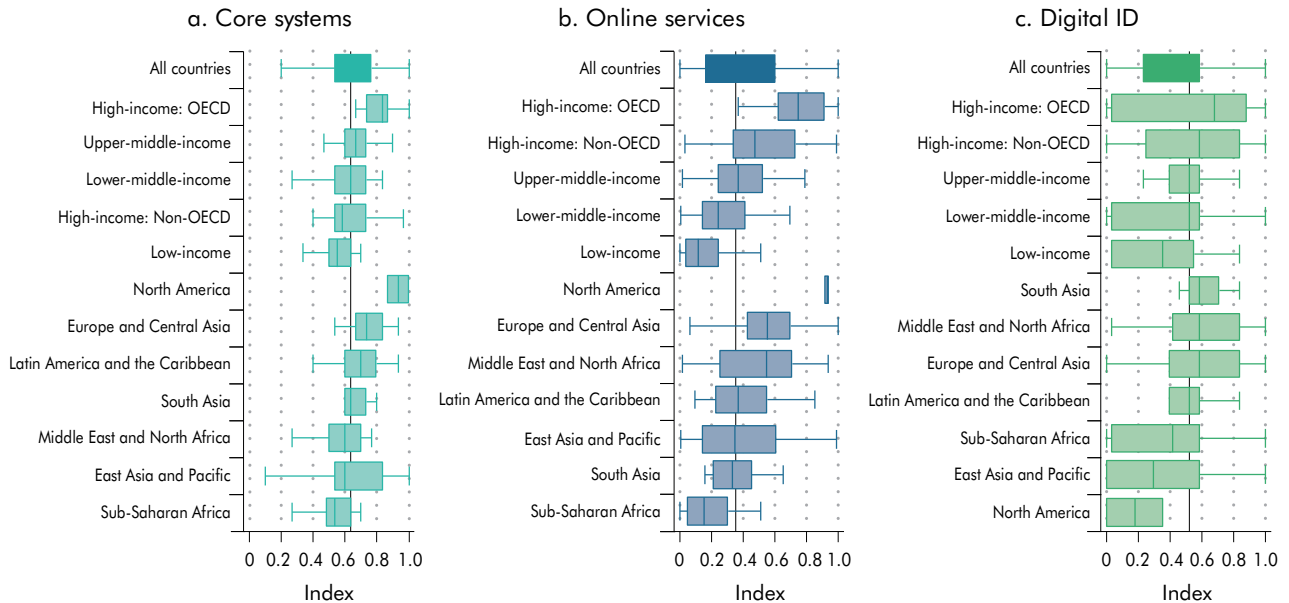 a. Core systems
All countries
High-income: OECD
Upper-middle-income
Lower-middle-income
High-income: Non-OECD
Low-income
North America
Europe and Central Asia
Latin America and the Caribbean
South Asia
Middle East and North Africa
East Asia and Pacific
Sub-Saharan Africa
0 0.2 0.4 0.6 0.8 1.0
Index
b. Online services
All countries
High-income: OECD
High-income: Non-OECD
Upper-middle-income
Lower-middle-income
Low-income
North America
Europe and Central Asia
Middle East and North Africa
Latin America and the Caribbean
East Asia and Pacific
South Asia
Sub-Saharan Africa
0 0.2 0.4 0.6 0.8 1.0
Index
c. Digital ID
All countries
High-income: OECD
High-income: Non-OECD
Upper-middle-income
Lower-middle-income
Low-income
South Asia
Middle East and North Africa
Europe and Central Asia
Latin America and the Caribbean
Sub-Saharan Africa
East Asia and Pacific
North America
0 0.2 0.4 0.6 0.8 1.0
Index